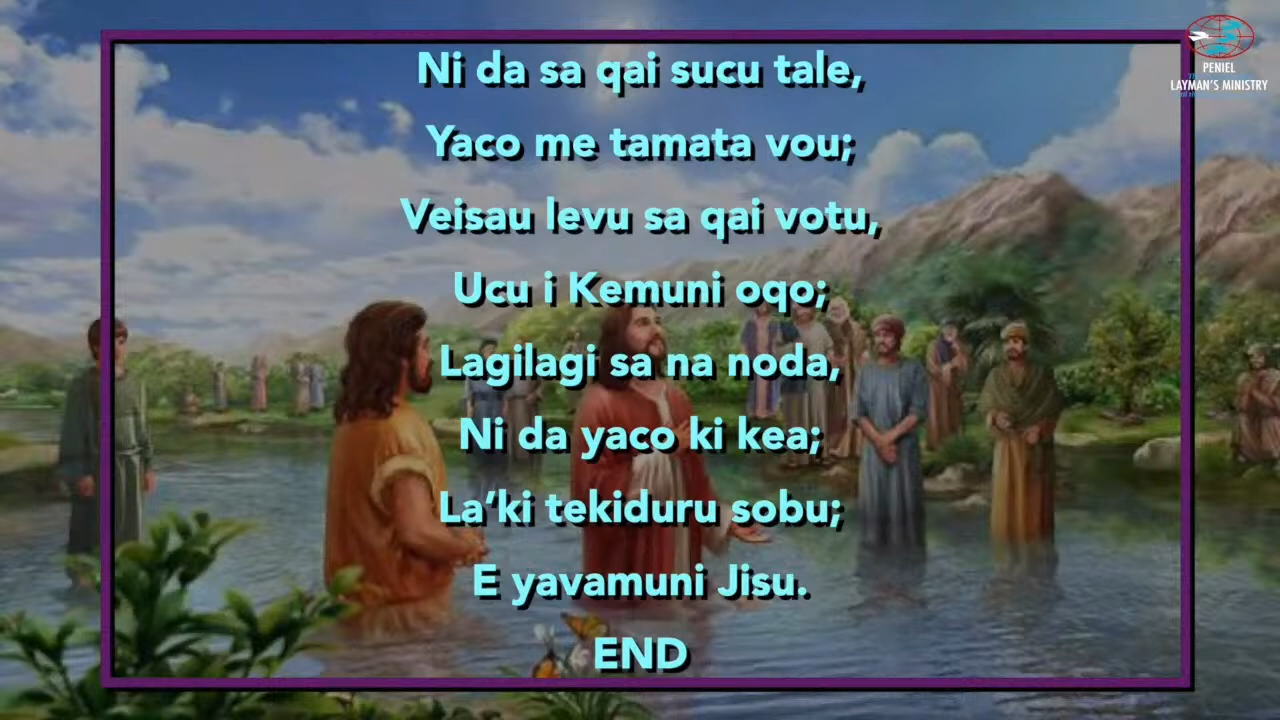 PENIEL
LAYMAN'S MINISTRY
Ni da sa qai sucu tale,
Yaco me tamata vou;
Veisau levu sa qai votu,
Ucu i Kemuni oqo;
Lagilagi sa na noda,
Ni da yaco ki kea;
La‘ki tekiduru sobu;
E yavamuni Jisu.
END